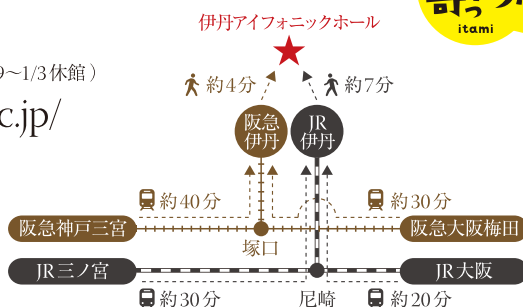 itami
伊丹アイフォニックホール
9〜1/3休館）
約4分
約7分
c.jp/
阪急
伊丹
JR
伊丹
約40分
約30分
阪急神戸三宮
阪急大阪梅田
塚口
JR三ノ宮
JR大阪
約30分
尼崎
約20分